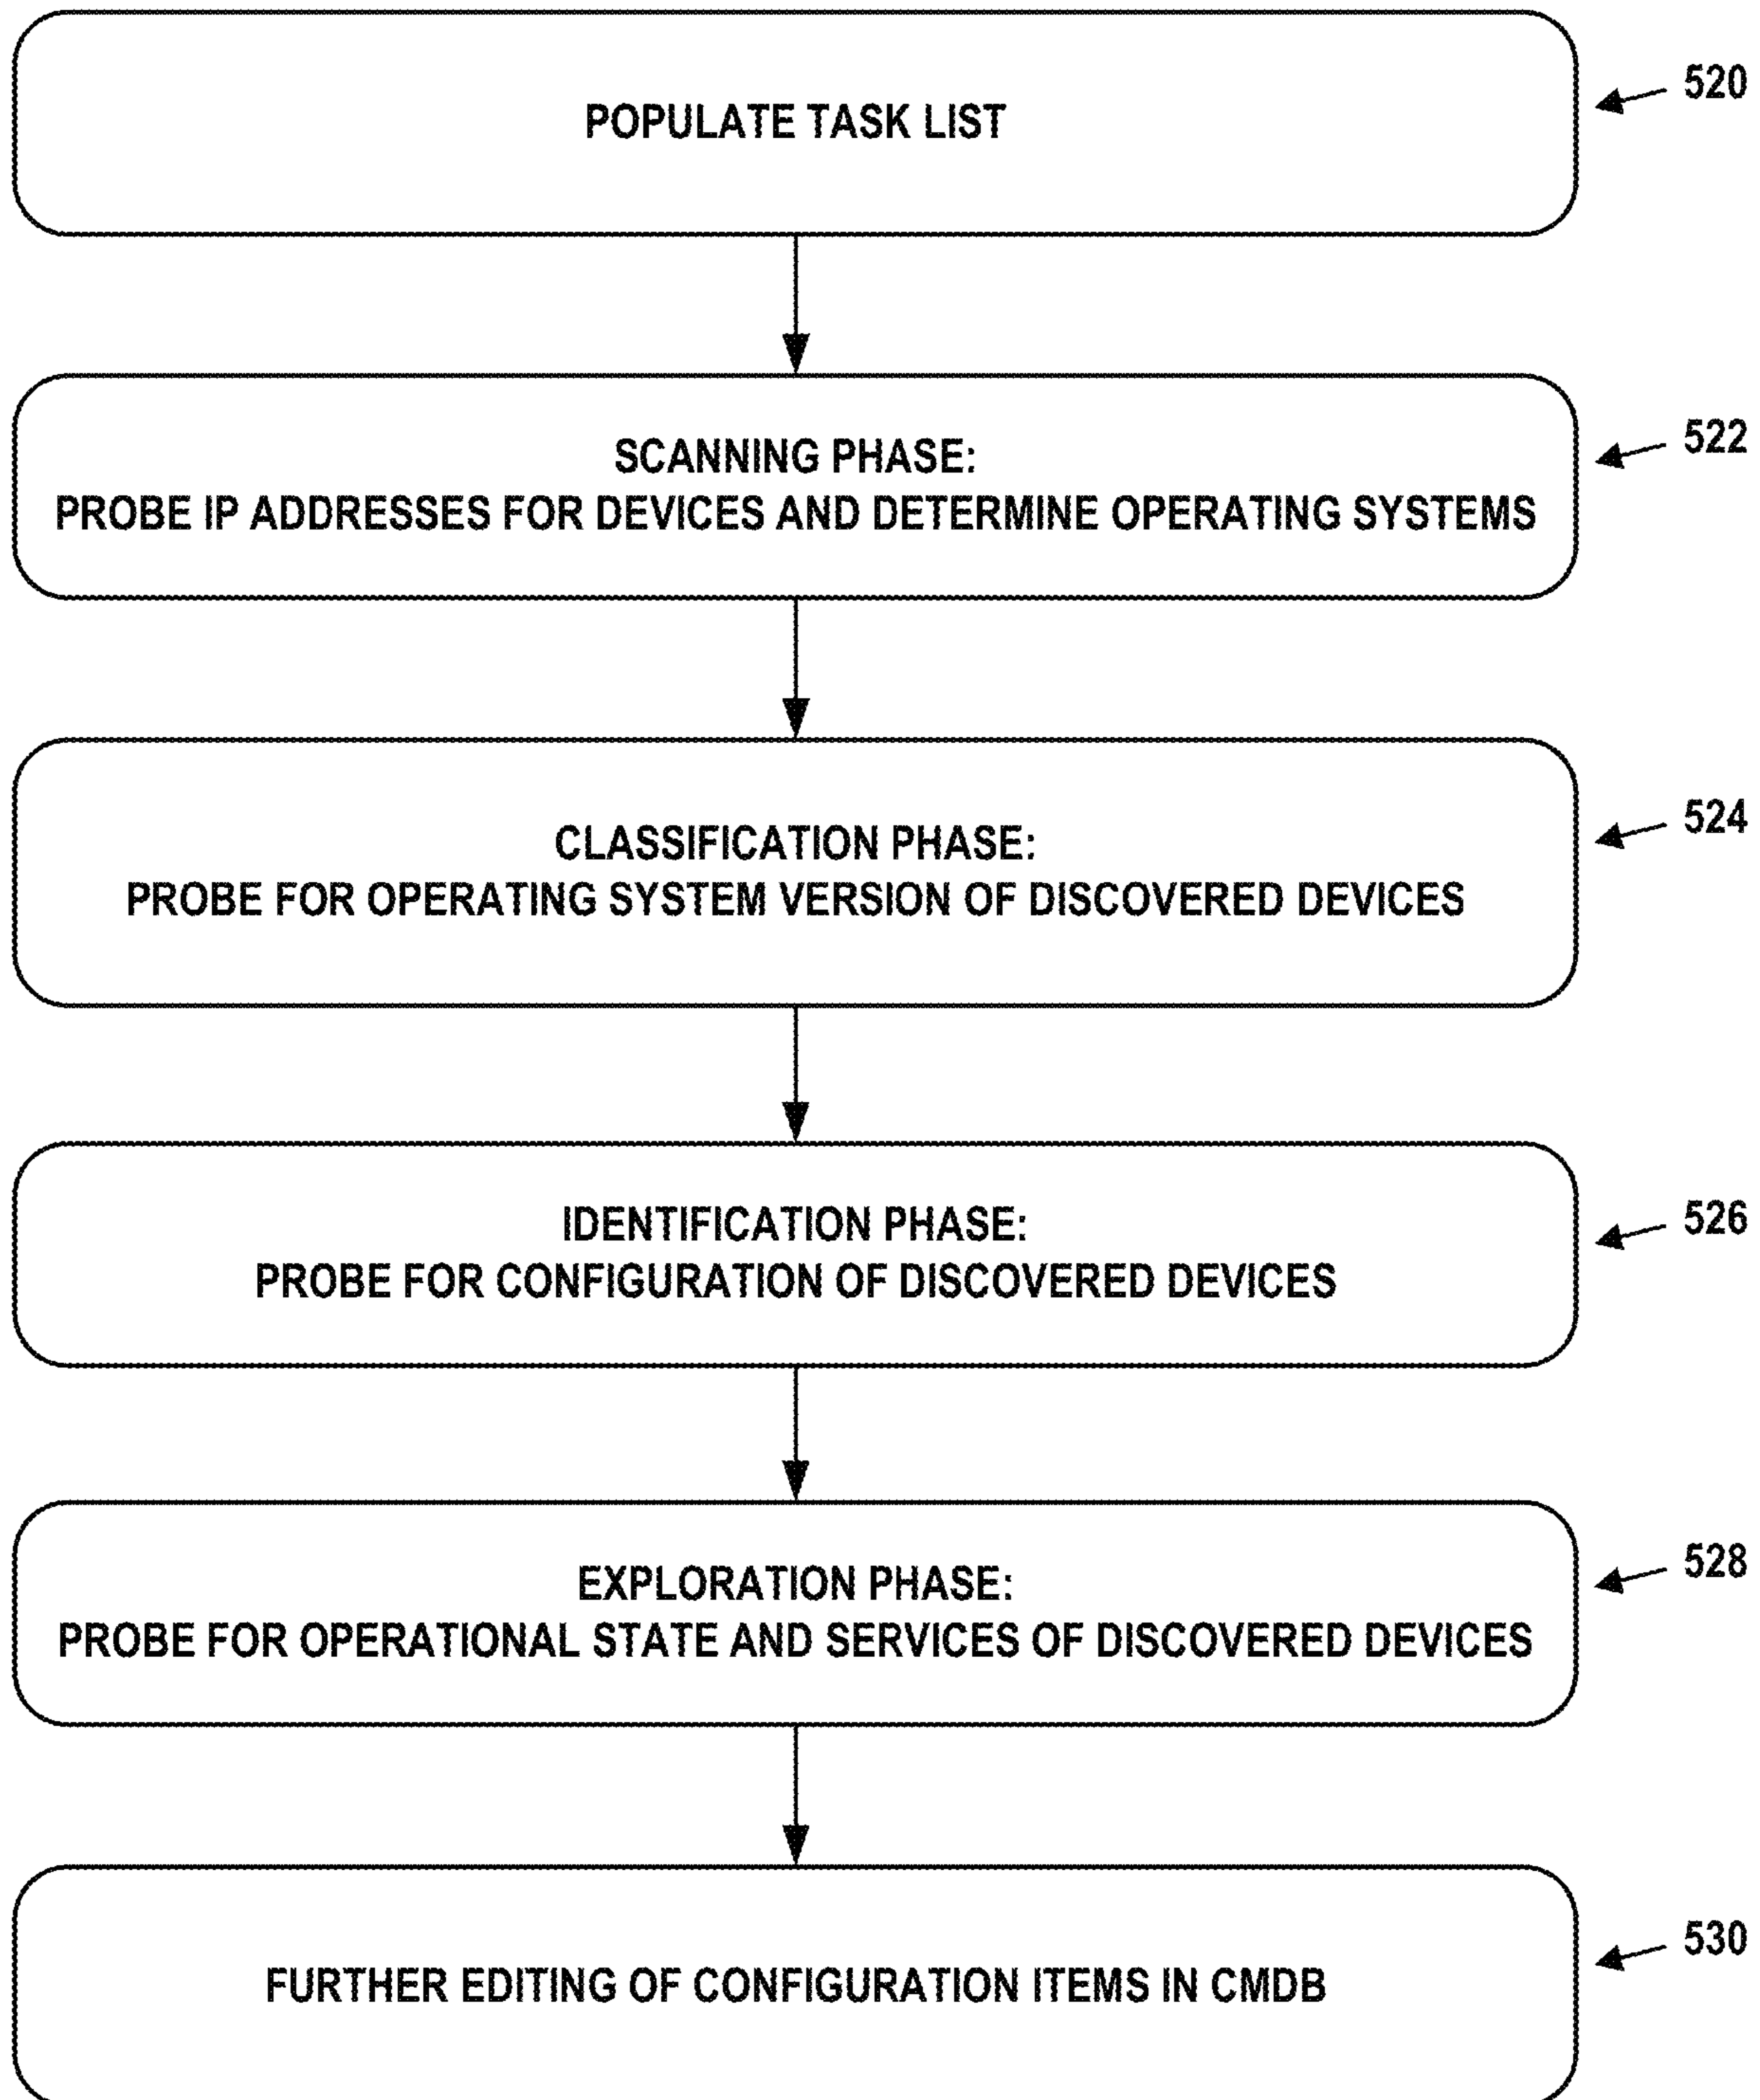 POPULATE TASK LIST
520
SCANNING PHASE:
PROBE IP ADDRESSES FOR DEVICES AND DETERMINE OPERATING SYSTEMS
522
CLASSIFICATION PHASE:
PROBE FOR OPERATING SYSTEM VERSION OF DISCOVERED DEVICES
524
IDENTIFICATION PHASE:
PROBE FOR CONFIGURATION OF DISCOVERED DEVICES
526
EXPLORATION PHASE:
PROBE FOR OPERATIONAL STATE AND SERVICES OF DISCOVERED DEVICES
528
FURTHER EDITING OF CONFIGURATION ITEMS IN CMDB
530